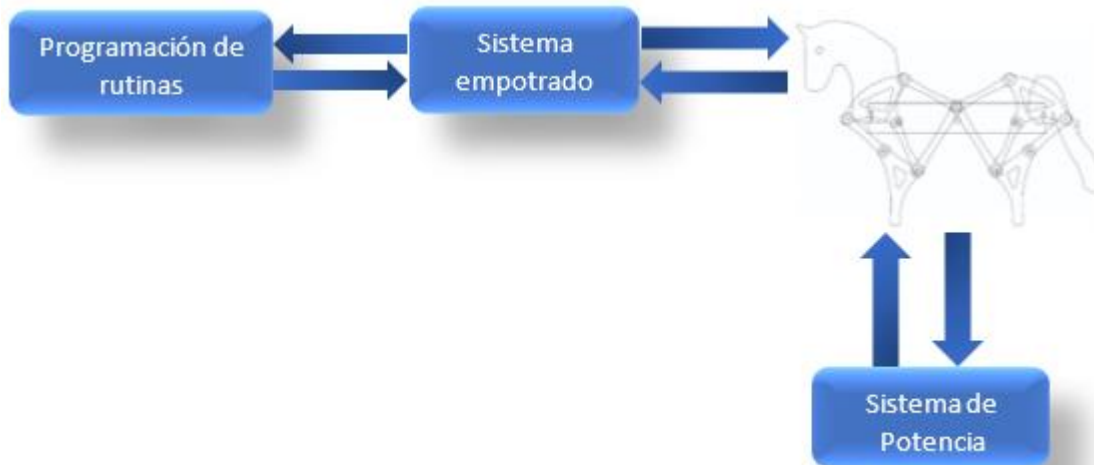 Programación de
rutinas
Sistema
empotrado
Sistema de
Potencia